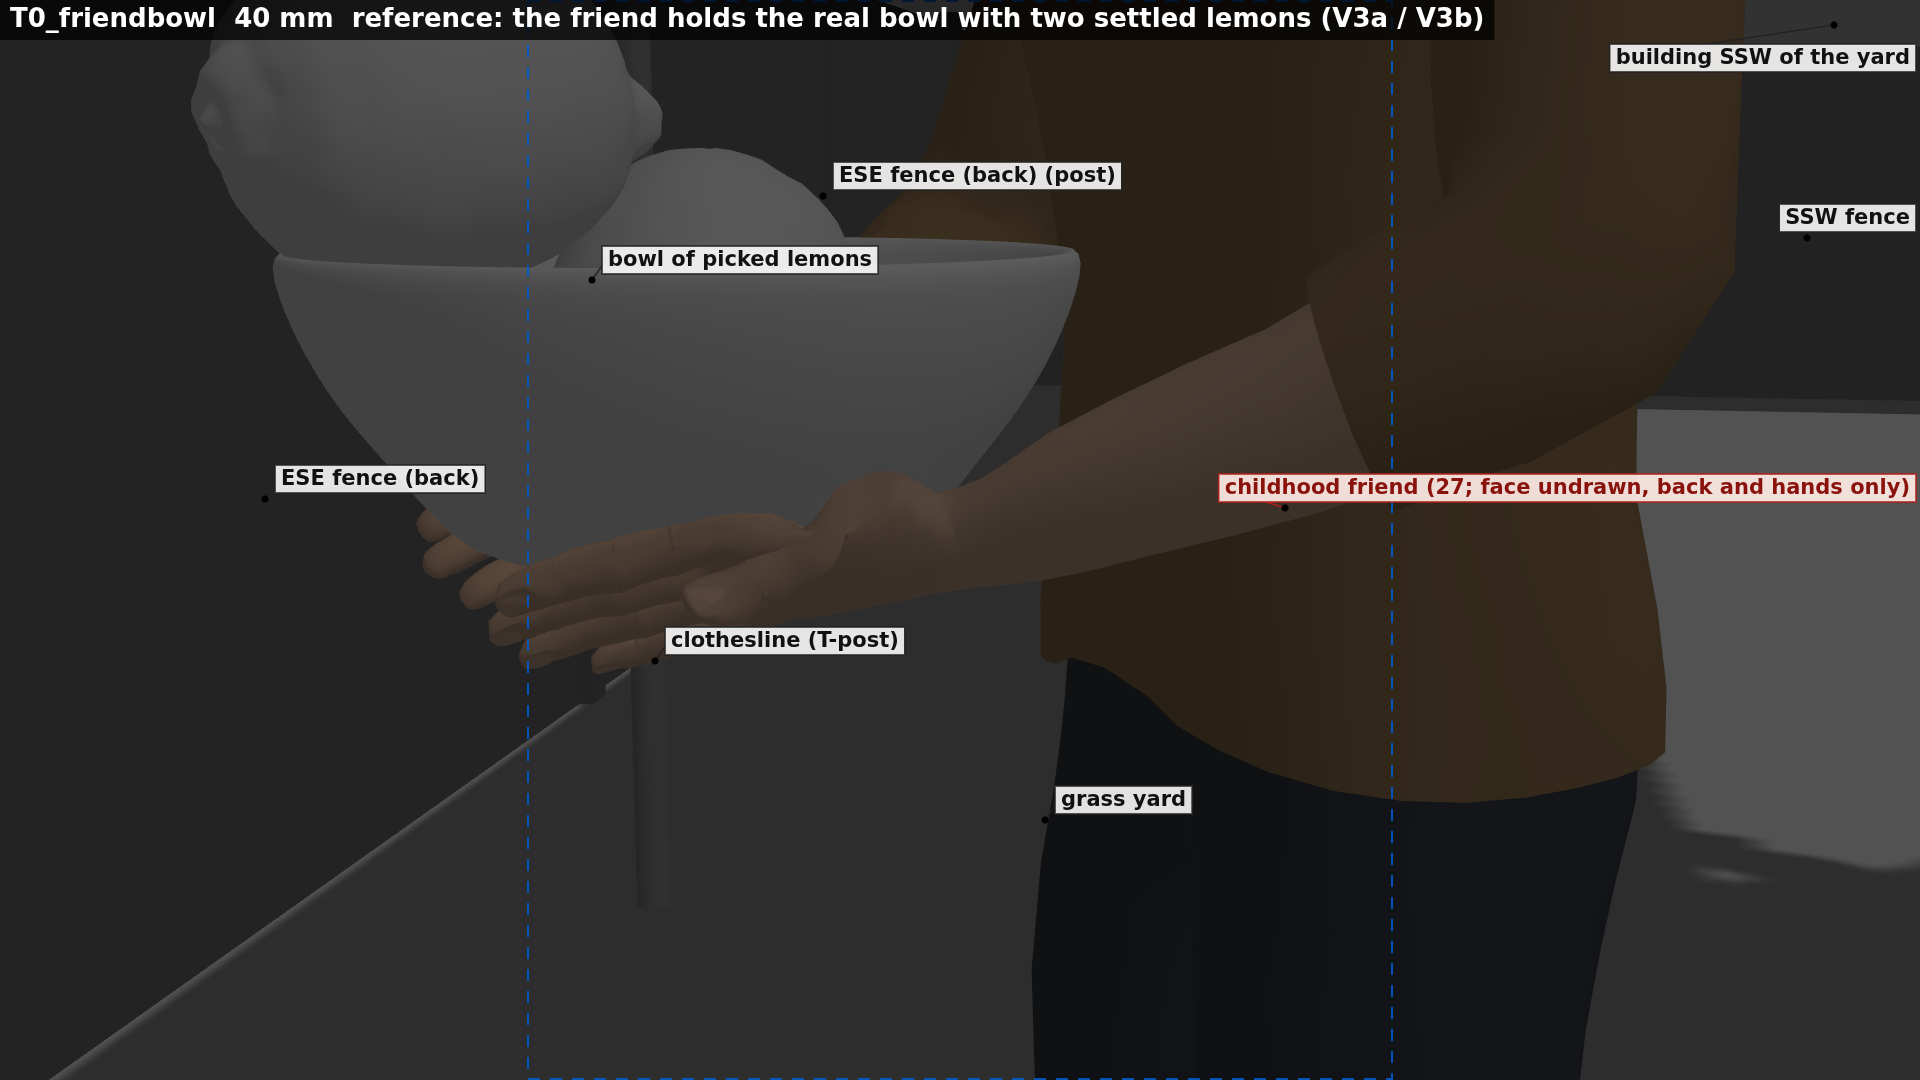 T0_friendbowl  40 mm  reference: the friend holds the real bowl with two settled lemons (V3a / V3b)
building SSW of the yard
ESE fence (back) (post)
SSW fence
bowl of picked lemons
ESE fence (back)
childhood friend (27; face undrawn, back and hands only)
clothesline (T-post)
grass yard